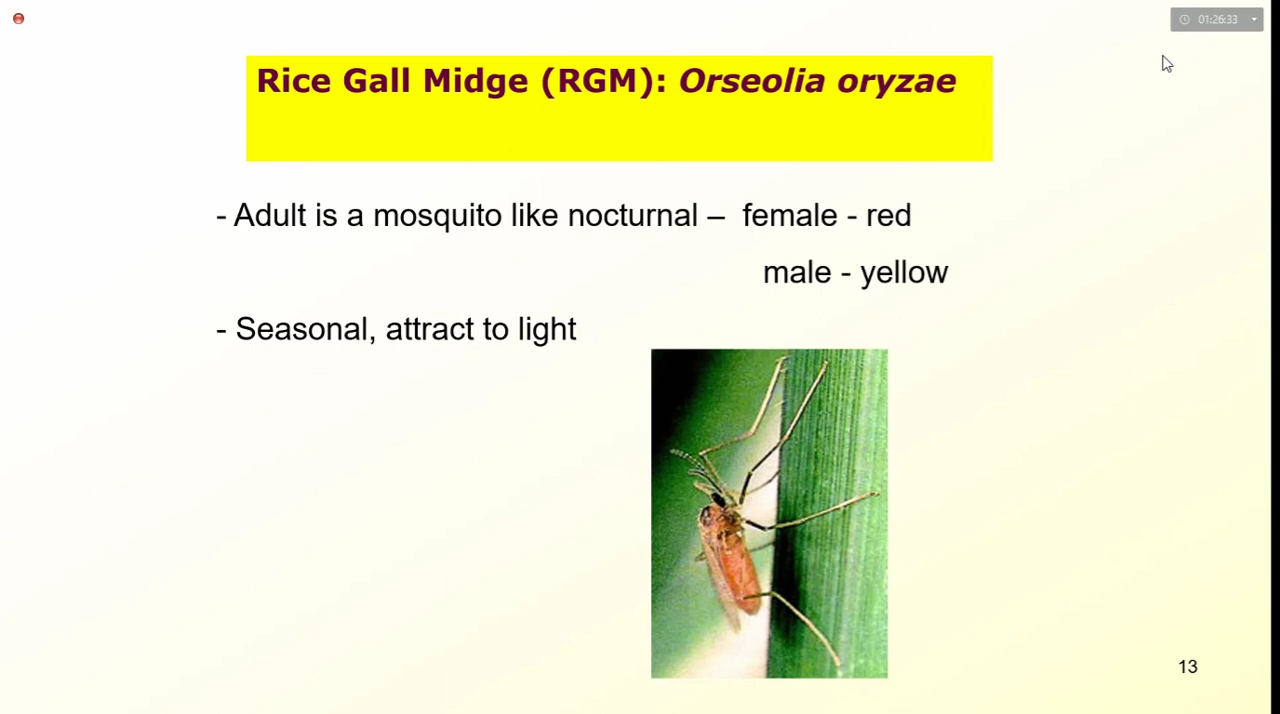 01:26:33
Rice Gall Midge (RGM): Orseolia oryzae
- Adult is a mosquito like nocturnal – female - red
male - yellow
- Seasonal, attract to light
13